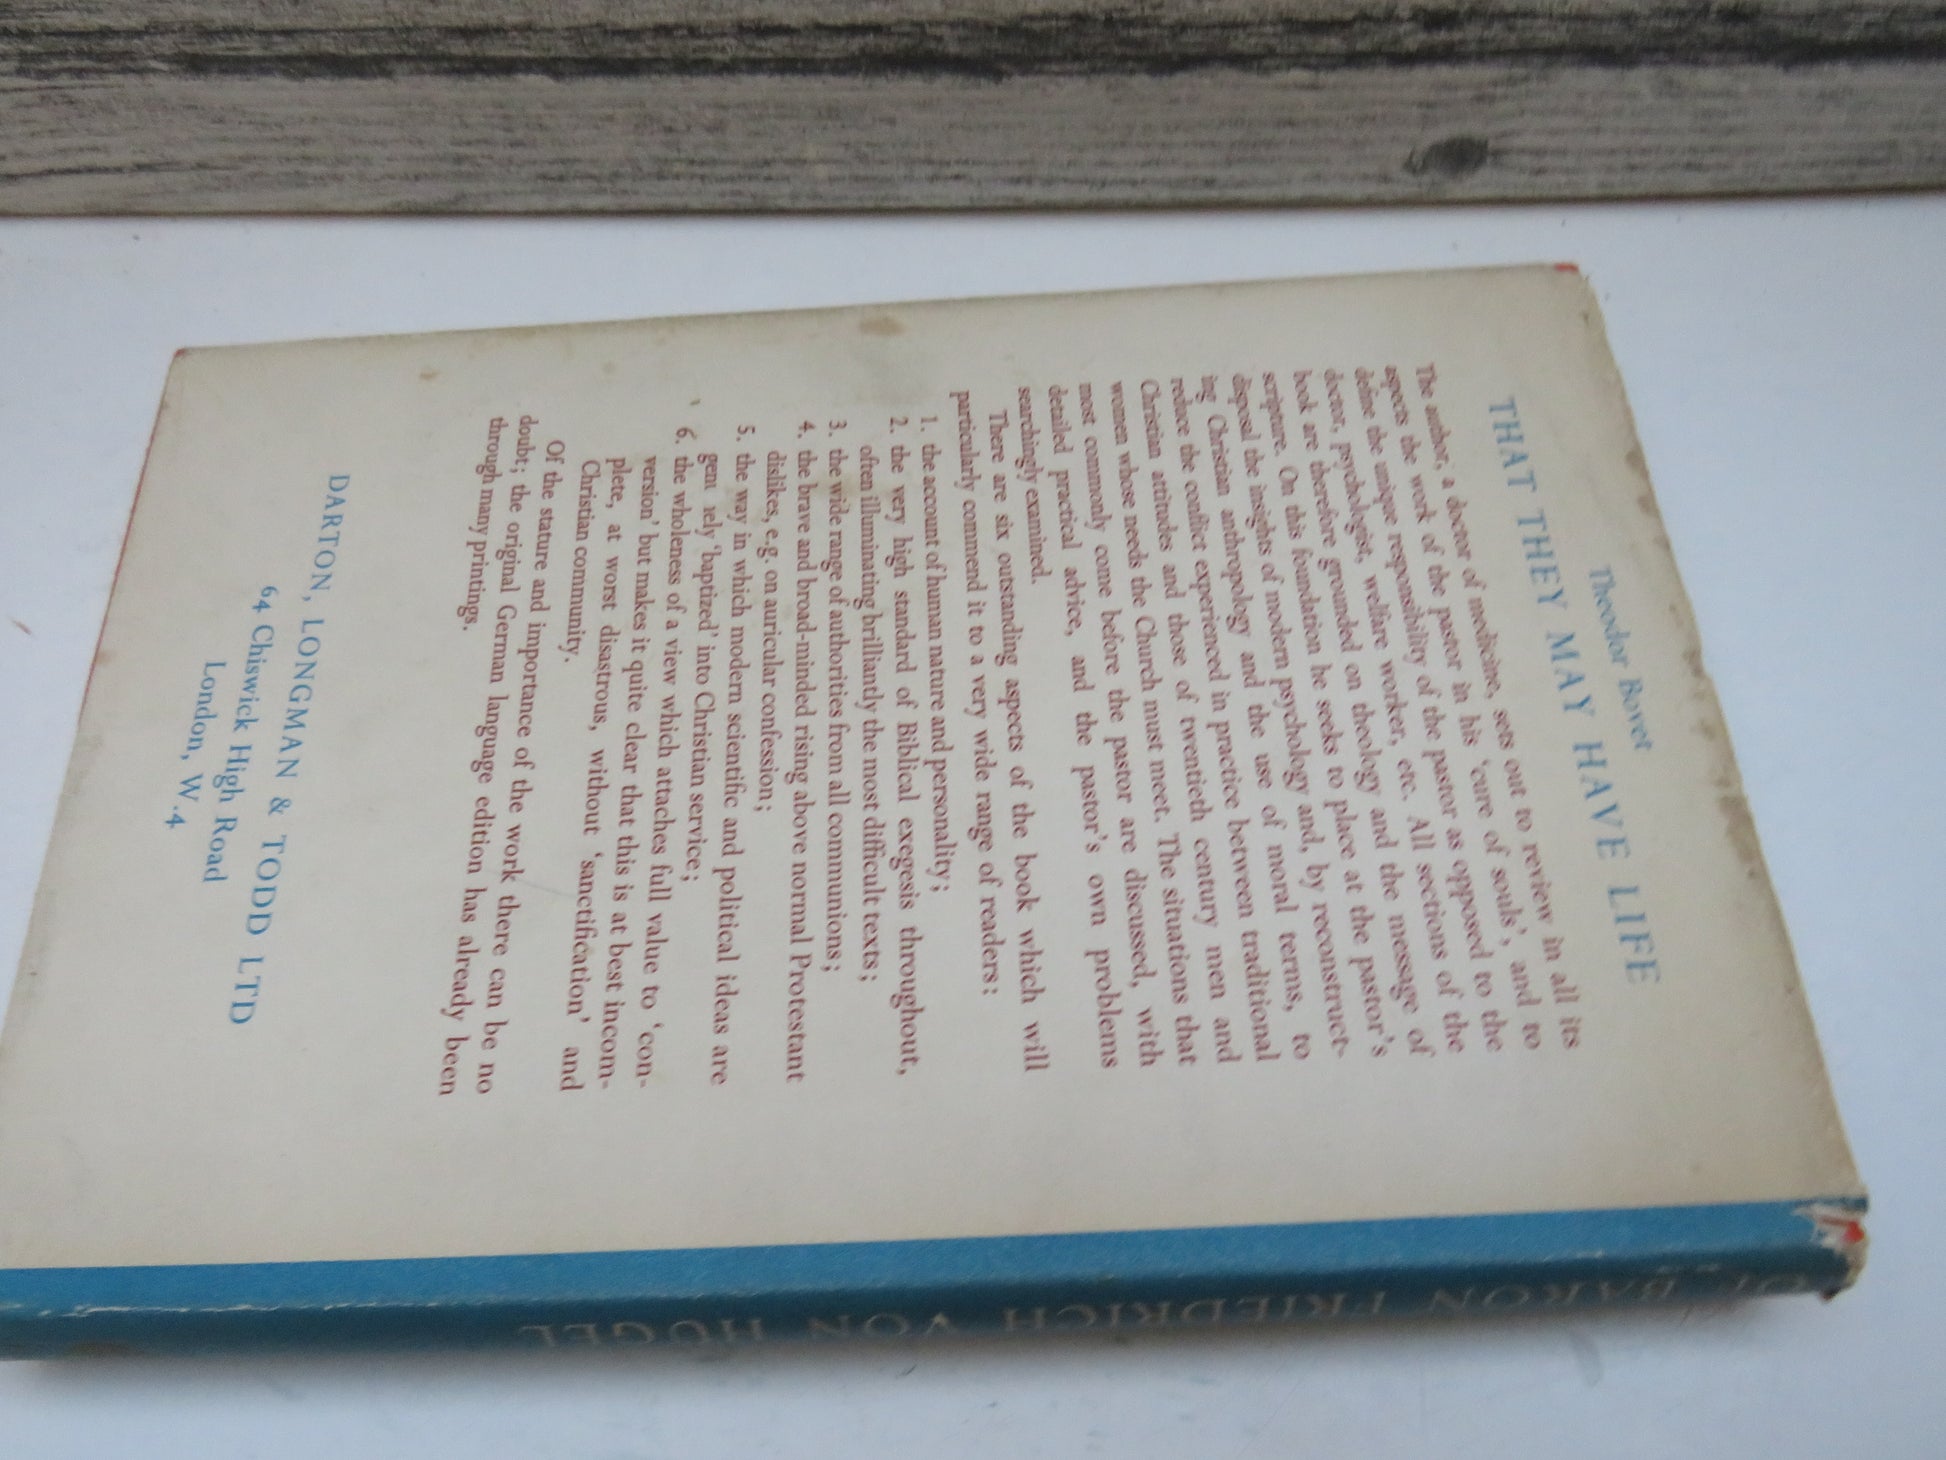 Theodor Bovet
THAT THEY MAY HAVE LIFE
The author, a doctor of medicine, sets out to review in all its
aspects the work of the pastor in his 'cure of souls', and to
define the unique responsibility of the pastor as opposed to the
doctor, psychologist, welfare worker, etc. All sections of the
book are therefore grounded on theology and the message of
scripture. On this foundation he seeks to place at the pastor's
disposal the insights of modern psychology and, by reconstruct-
ing Christian anthropology and the use of moral terms, to
reduce the conflict experienced in practice between traditional
Christian attitudes and those of twentieth century men and
women whose needs the Church must meet. The situations that
most commonly come before the pastor are discussed, with
detailed practical advice, and the pastor's own problems
searchingly examined.
There are six outstanding aspects of the book which will
particularly commend it to a very wide range of readers:
1. the account of human nature and personality;
2. the very high standard of Biblical exegesis throughout,
often illuminating brilliantly the most difficult texts;
3. the wide range of authorities from all communions;
4. the brave and broad-minded rising above normal Protestant
dislikes, e.g. on auricular confession;
5. the way in which modern scientific and political ideas are
genu rely 'baptized' into Christian service;
6. the wholeness of a view which attaches full value to 'con-
version' but makes it quite clear that this is at best incom-
plete, at worst disastrous, without 'sanctification' and
Christian community.
Of the stature and importance of the work there can be no
doubt; the original German language edition has already been
through many printings.
DARTON, LONGMAN & TODD LTD
64 Chiswick High Road
London, W.4
BARON FRIEDRICH VON HÜGEL